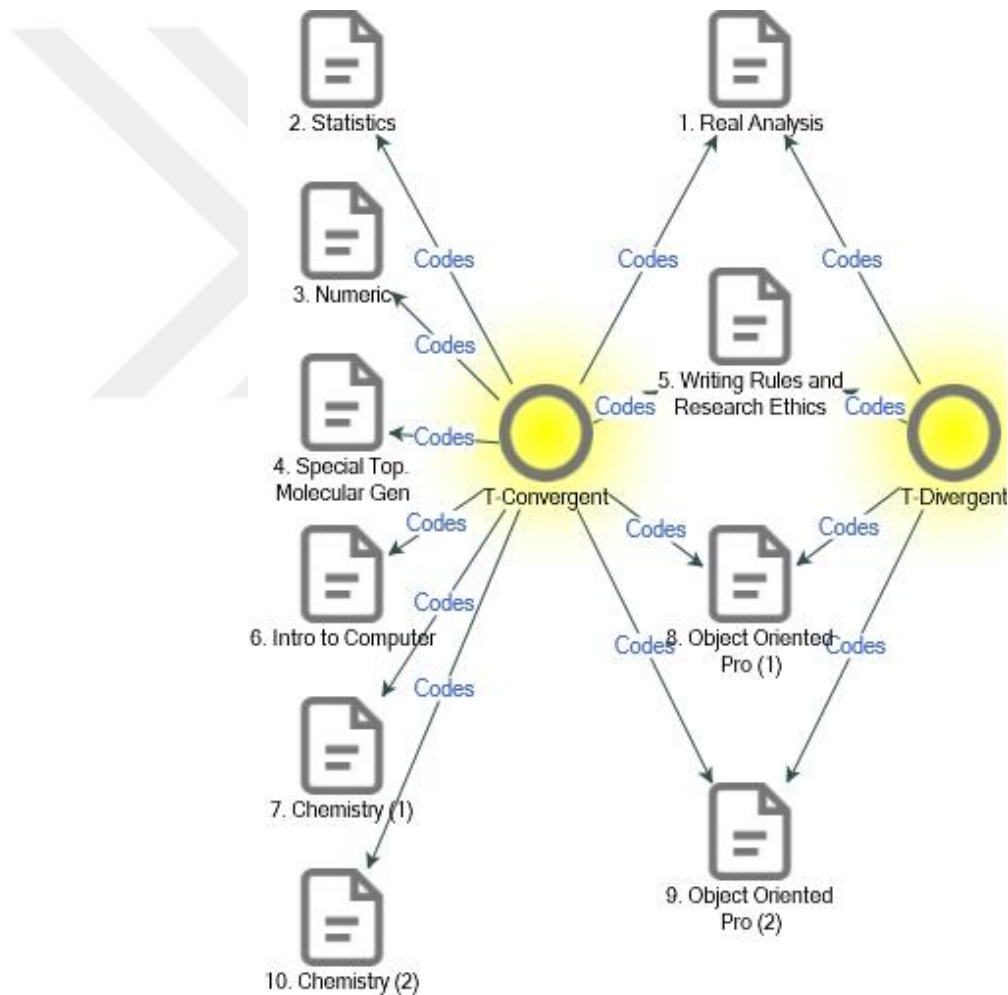 2. Statistics
1. Real Analysis
Codes
Codes
Codes
3. Numeric
Codes
5. Writing Rules and
Research Ethics
Codes
Codes
Codes
4. Special Top.
Molecular Gen
T-Convergent
T-Divergent
Codes
Codes
Codes
Codes
6. Intro to Computer
Codes
8. Object Oriented
Pro (1)
Codes
Codes
7. Chemistry (1)
9. Object Oriented
Pro (2)
10. Chemistry (2)